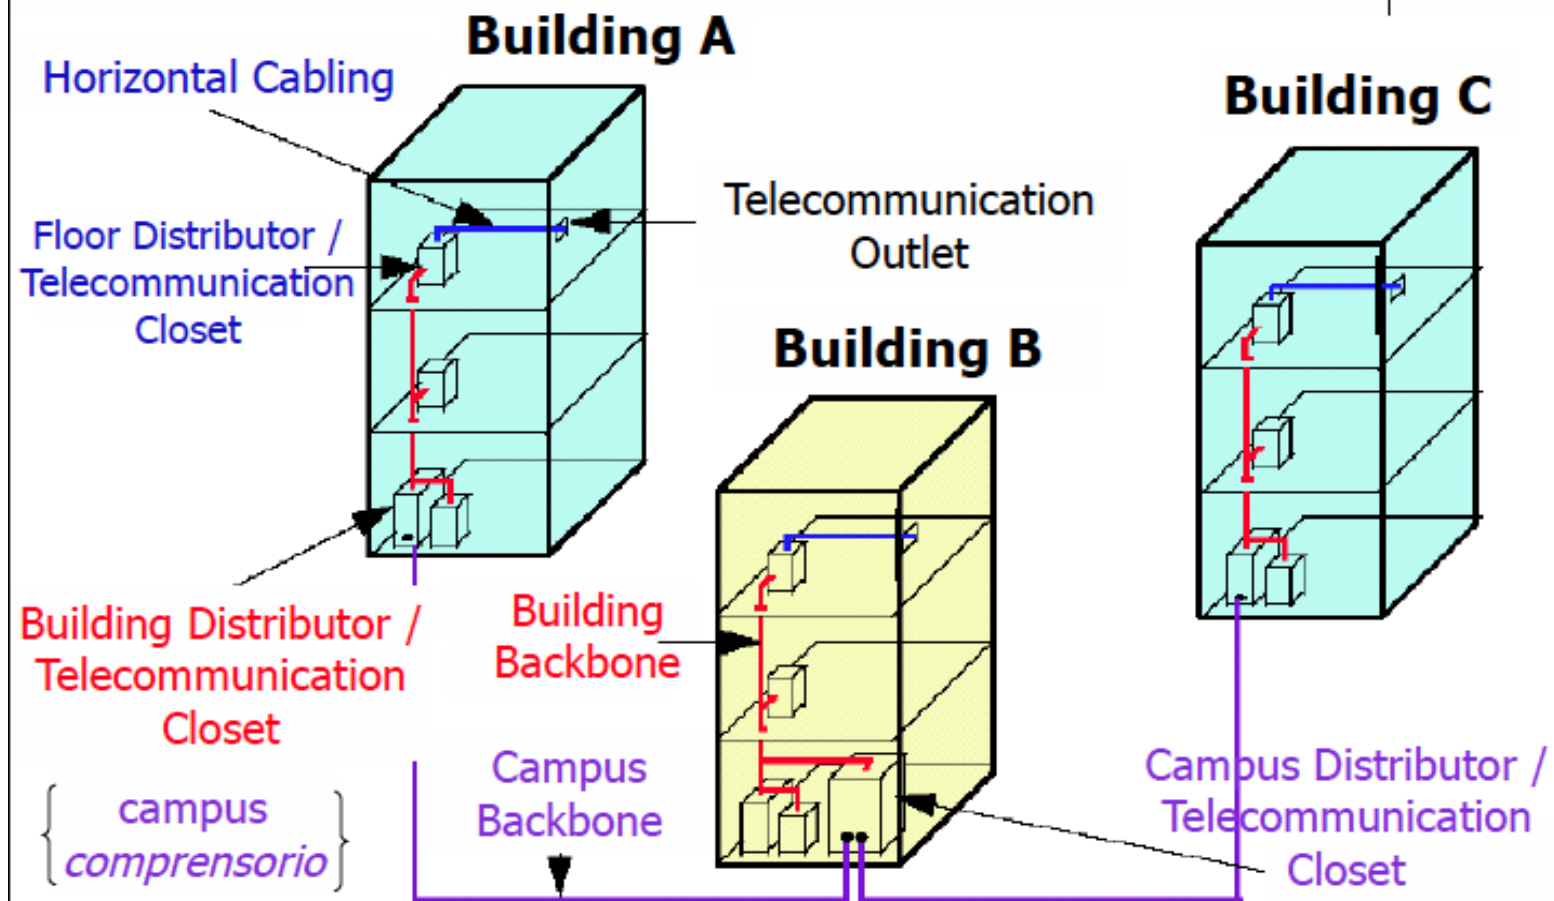 Building A
Horizontal Cabling
Building C
Telecommunication
Outlet
Floor Distributor /
Telecommunication
Closet
Building B
Building Distributor /
Telecommunication
Closet
Building
Backbone
Campus
Backbone
Campus Distributor /
Telecommunication
Closet
campus
comprensorio